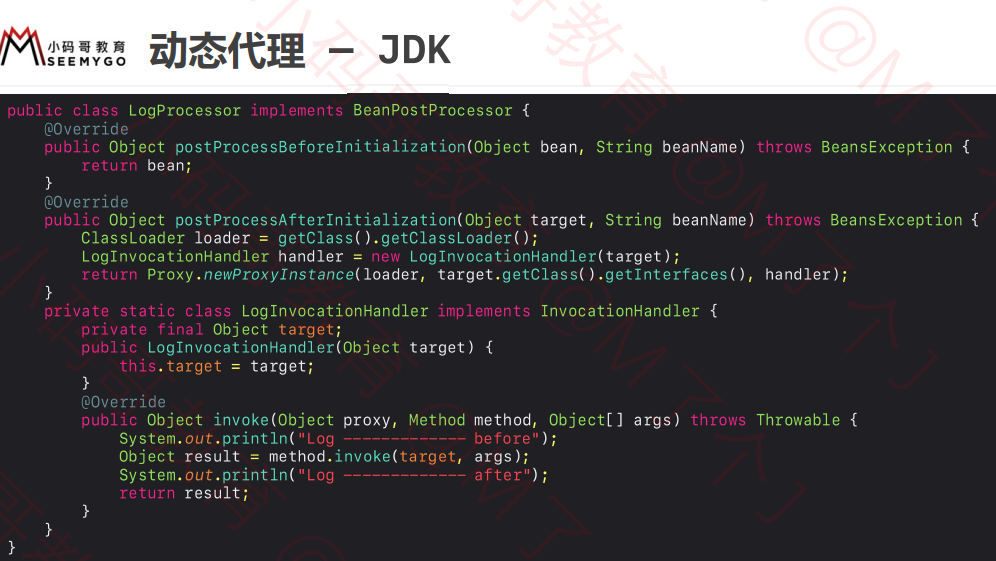 小码哥教育
SEEMYGO
动态代理 – JDK
public class LogProcessor implements BeanPostProcessor {
    @Override
    public Object postProcessBeforeInitialization(Object bean, String beanName) throws BeansException {
        return bean;
    }
    @Override
    public Object postProcessAfterInitialization(Object target, String beanName) throws BeansException {
        ClassLoader loader = getClass().getClassLoader();
        LogInvocationHandler handler = new LogInvocationHandler(target);
        return Proxy.newProxyInstance(loader, target.getClass().getInterfaces(), handler);
    }
    private static class LogInvocationHandler implements InvocationHandler {
        private final Object target;
        public LogInvocationHandler(Object target) {
            this.target = target;
        }
        @Override
        public Object invoke(Object proxy, Method method, Object[] args) throws Throwable {
            System.out.println("Log ------------- before");
            Object result = method.invoke(target, args);
            System.out.println("Log ------------- after");
            return result;
        }
    }
}